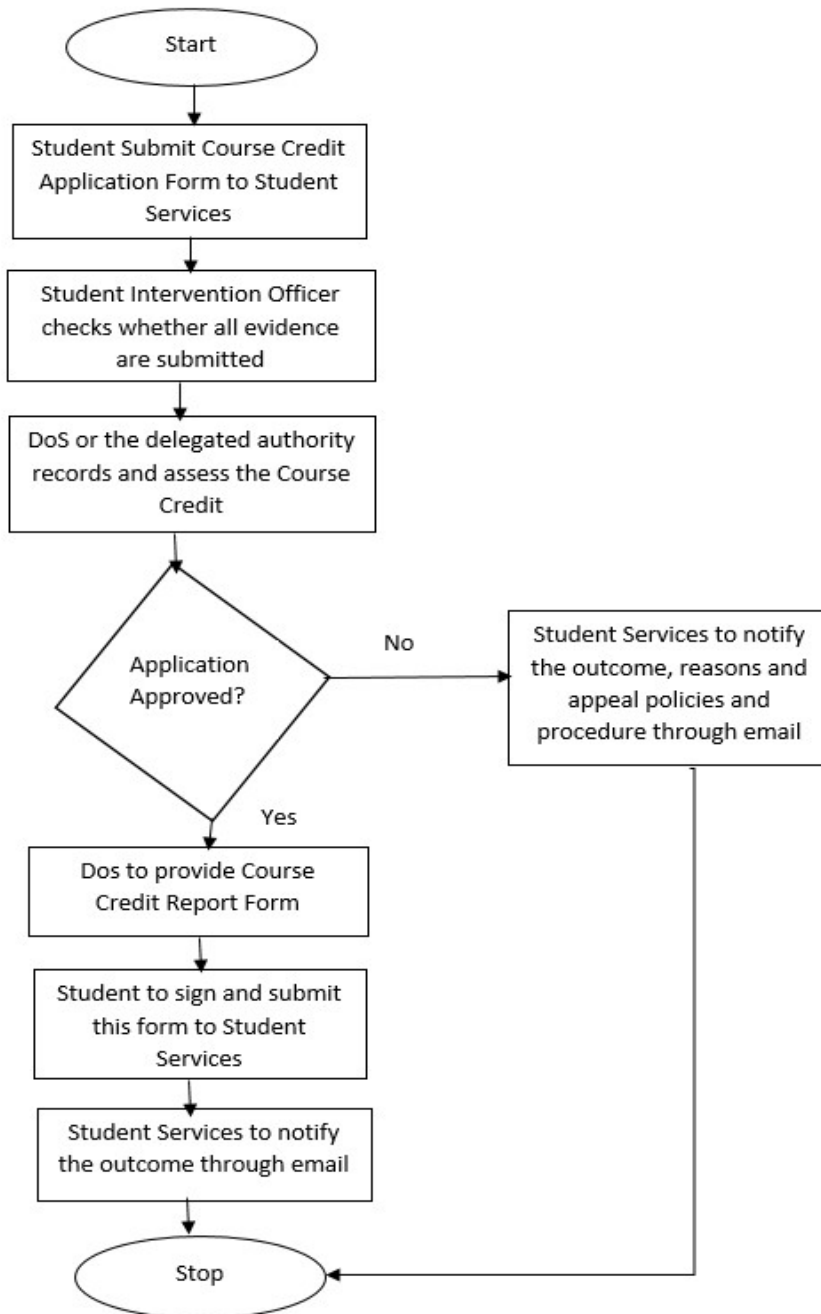 Start
Student Submit Course Credit
Application Form to Student
Services
Student Intervention Officer
checks whether all evidence
are submitted
DoS or the delegated authority
records and assess the Course
Credit
Application
Approved?
No
Student Services to notify
the outcome, reasons and
appeal policies and
procedure through email
Yes
Dos to provide Course
Credit Report Form
Student to sign and submit
this form to Student
Services
Student Services to notify
the outcome through email
Stop